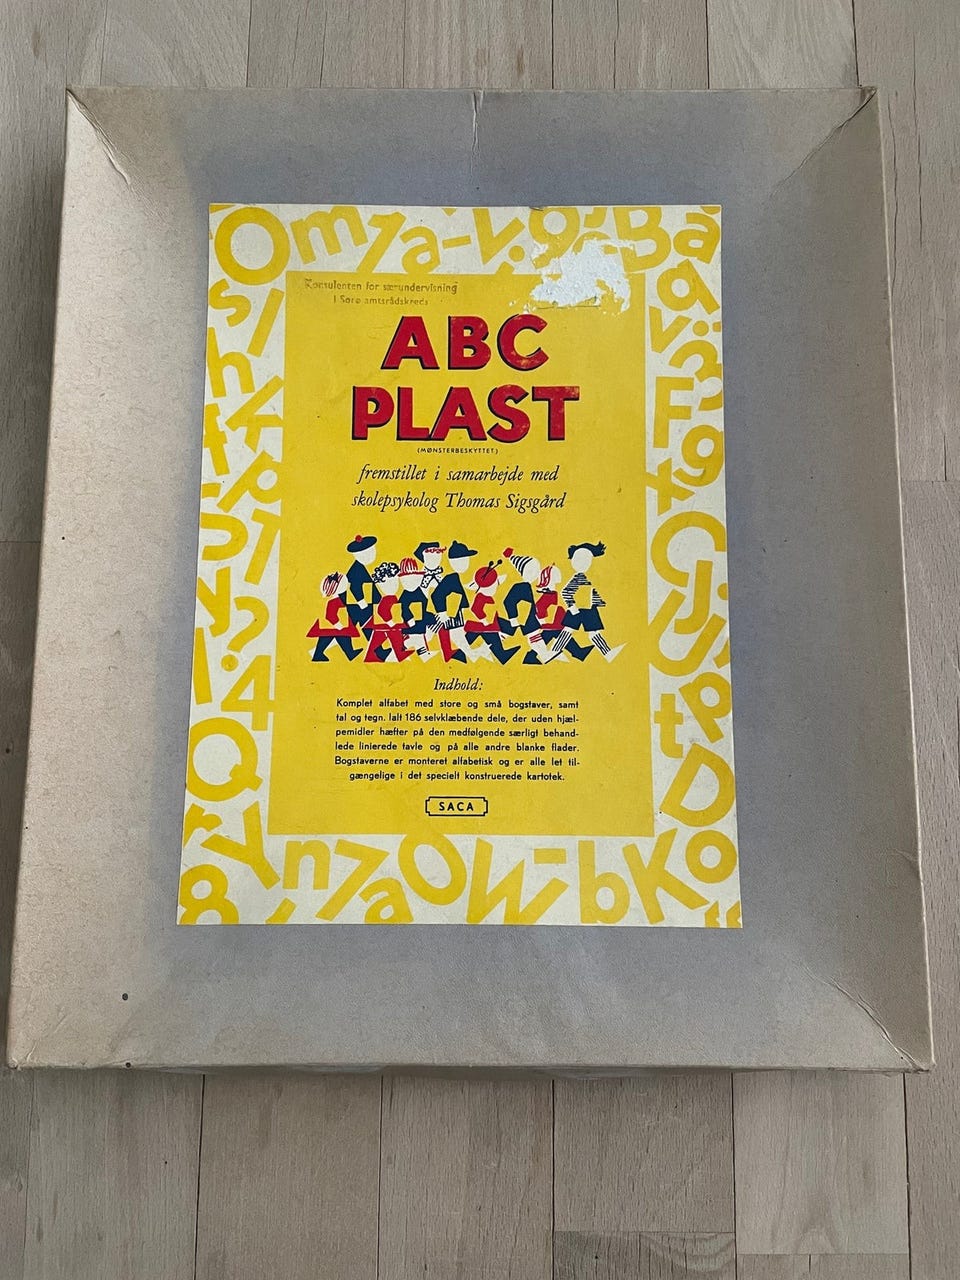 Konsulenten for særundervisning
i Sorø amtsrådskreds
ABC
PLAST
(MØNSTERBESKYTTET)
fremstillet i samarbejde med
skolepsykolog Thomas Sigsgård
Indhold:
Komplet alfabet med store og små bogstaver, samt
tal og tegn. Ialt 186 selvklæbende dele, der uden hjæl-
pemidler hæfter på den medfølgende særligt behand-
lede linierede tavle og på alle andre blanke flader.
Bogstaverne er monteret alfabetisk og er alle let til-
gængelige i det specielt konstruerede kartotek.
SACA